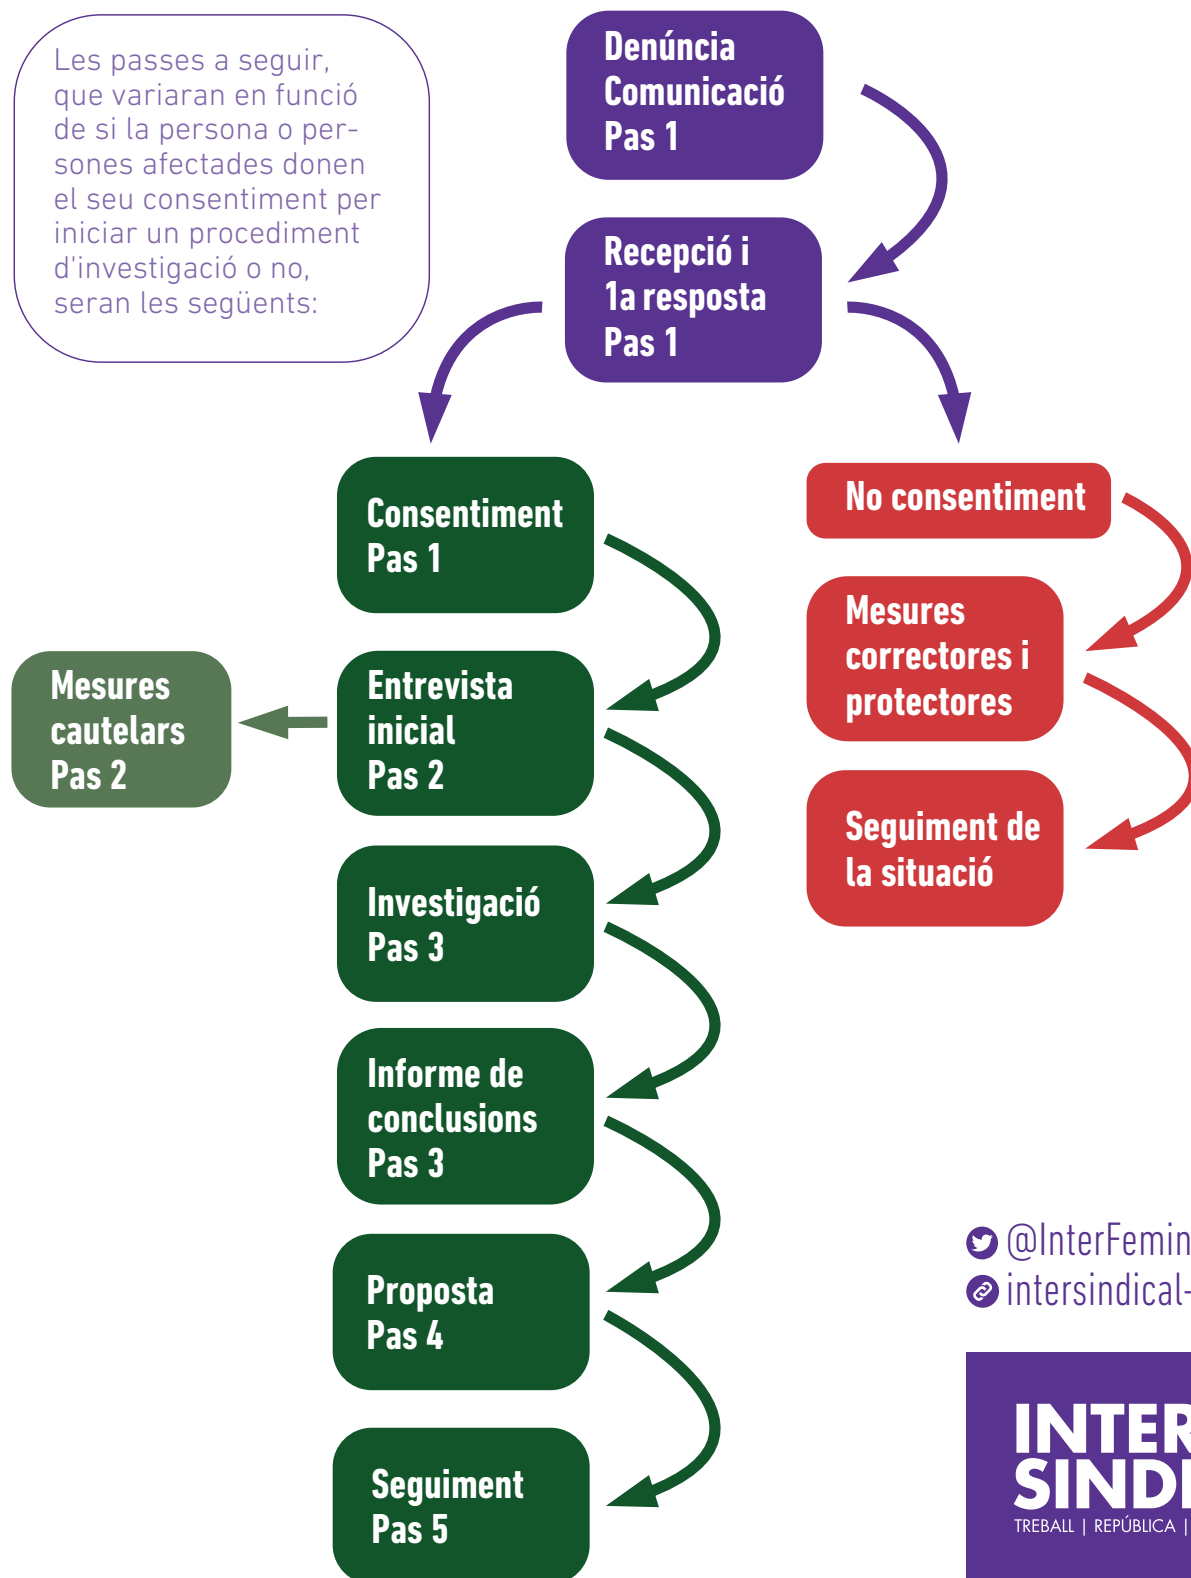 Les passes a seguir,
que variaran en funció
de si la persona o per-
sones afectades donen
el seu consentiment per
iniciar un procediment
d'investigació o no,
seran les següents:
Denúncia
Comunicació
Pas 1
Recepció i
1a resposta
Pas 1
Consentiment
Pas 1
Mesures
cautelars
Pas 2
Entrevista
inicial
Pas 2
Investigació
Pas 3
Informe de
conclusions
Pas 3
Proposta
Pas 4
Seguiment
Pas 5
No consentiment
Mesures
correctores i
protectores
Seguiment de
la situació
@InterFemin
intersindical-
INTER
SINDI
TREBALL | REPÚBLICA |